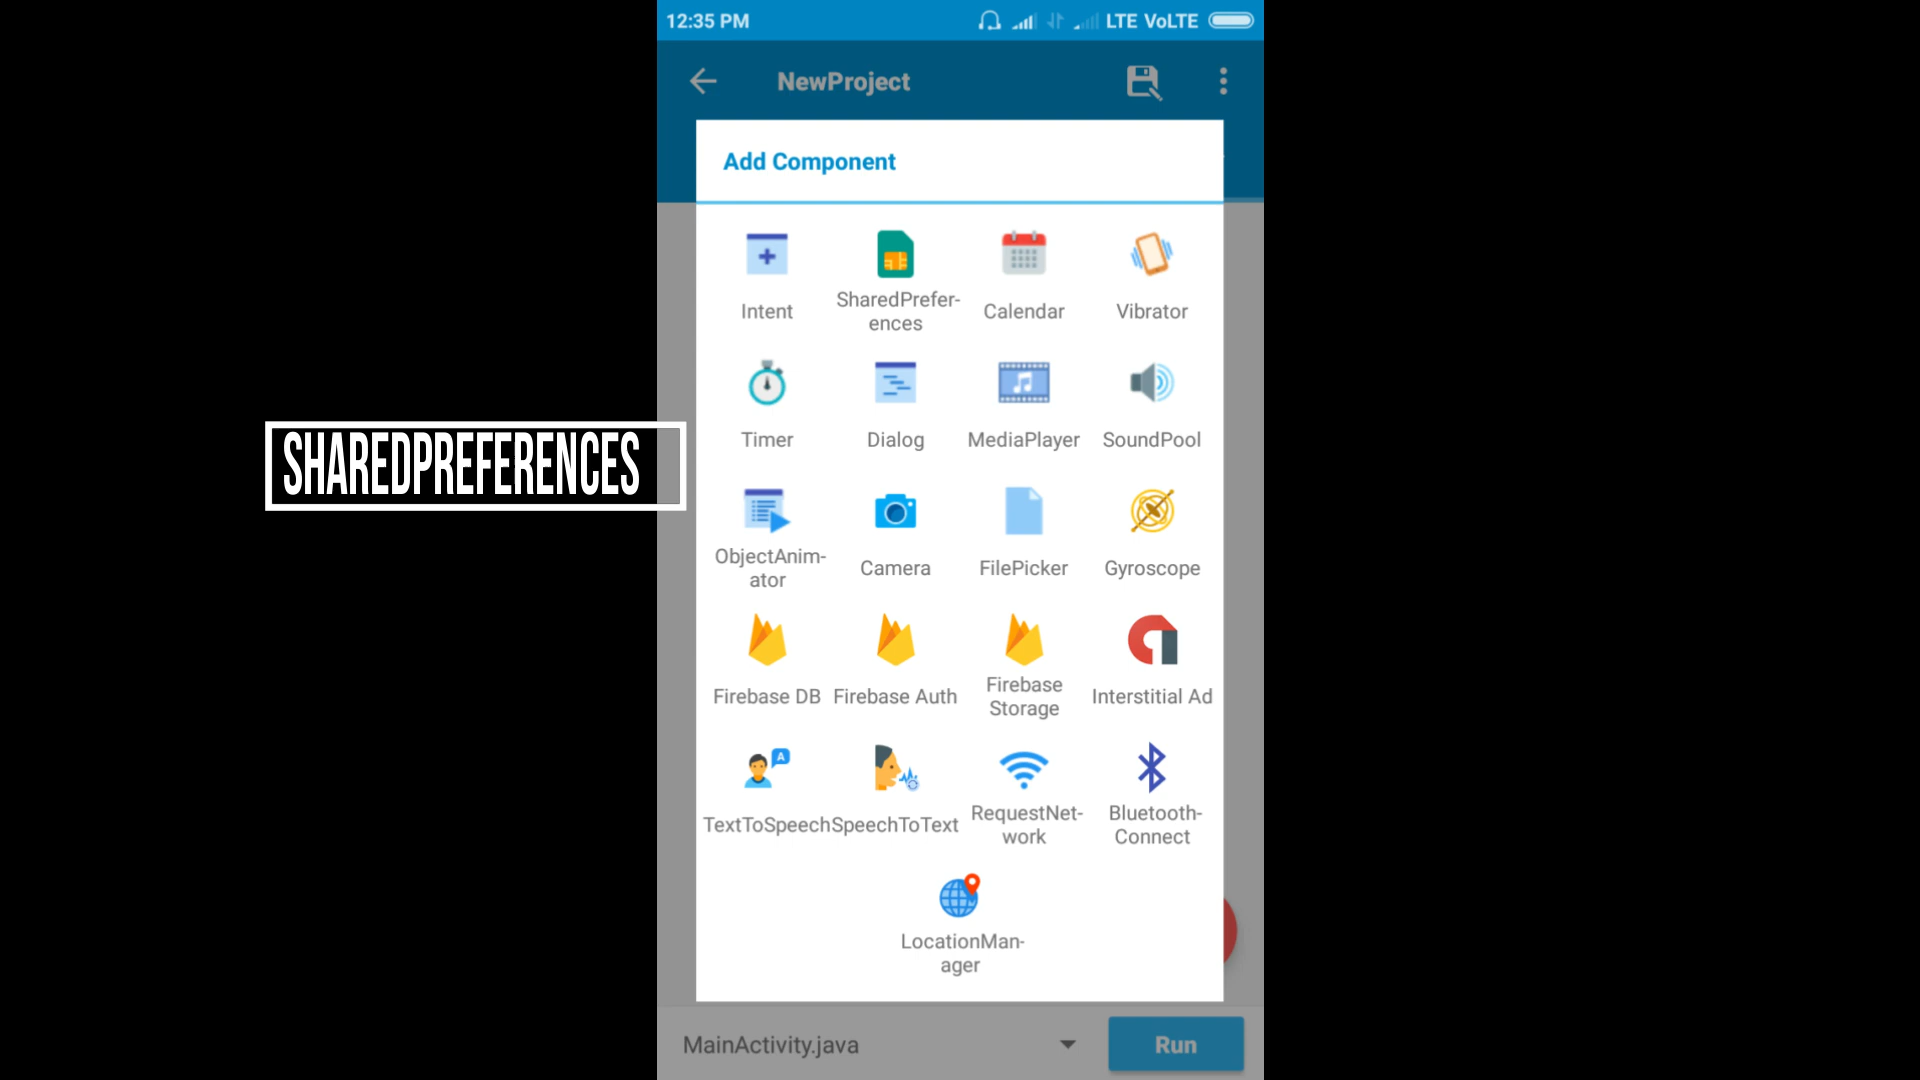 12:35 PM
LTE VoLTE
NewProject
Add Component
Intent
SharedPrefer-
ences
Calendar
Vibrator
Timer
Dialog
MediaPlayer
SoundPool
SHAREDPREFERENCES
ObjectAnim-
ator
Camera
FilePicker
Gyroscope
Firebase DB
Firebase Auth
Firebase
Storage
Interstitial Ad
A
TextToSpeech
SpeechToText
RequestNet-
work
Bluetooth-
Connect
LocationMan-
ager
MainActivity.java
Run